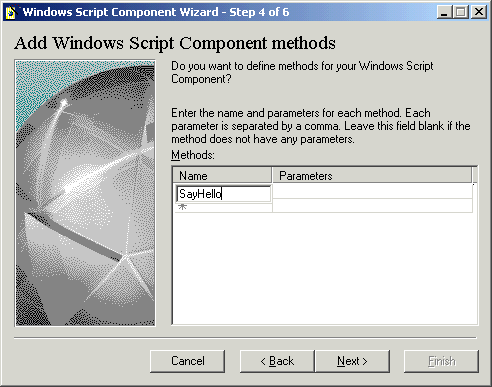 Windows Script Component Wizard - Step 4 of 6
Add Windows Script Component methods
Do you want to define methods for your Windows Script
Component?
Enter the name and parameters for each method. Each
parameter is separated by a comma. Leave this field blank if the
method does not have any parameters.
Methods:
Name Parameters
SayHello
*
Cancel < Back Next > Finish